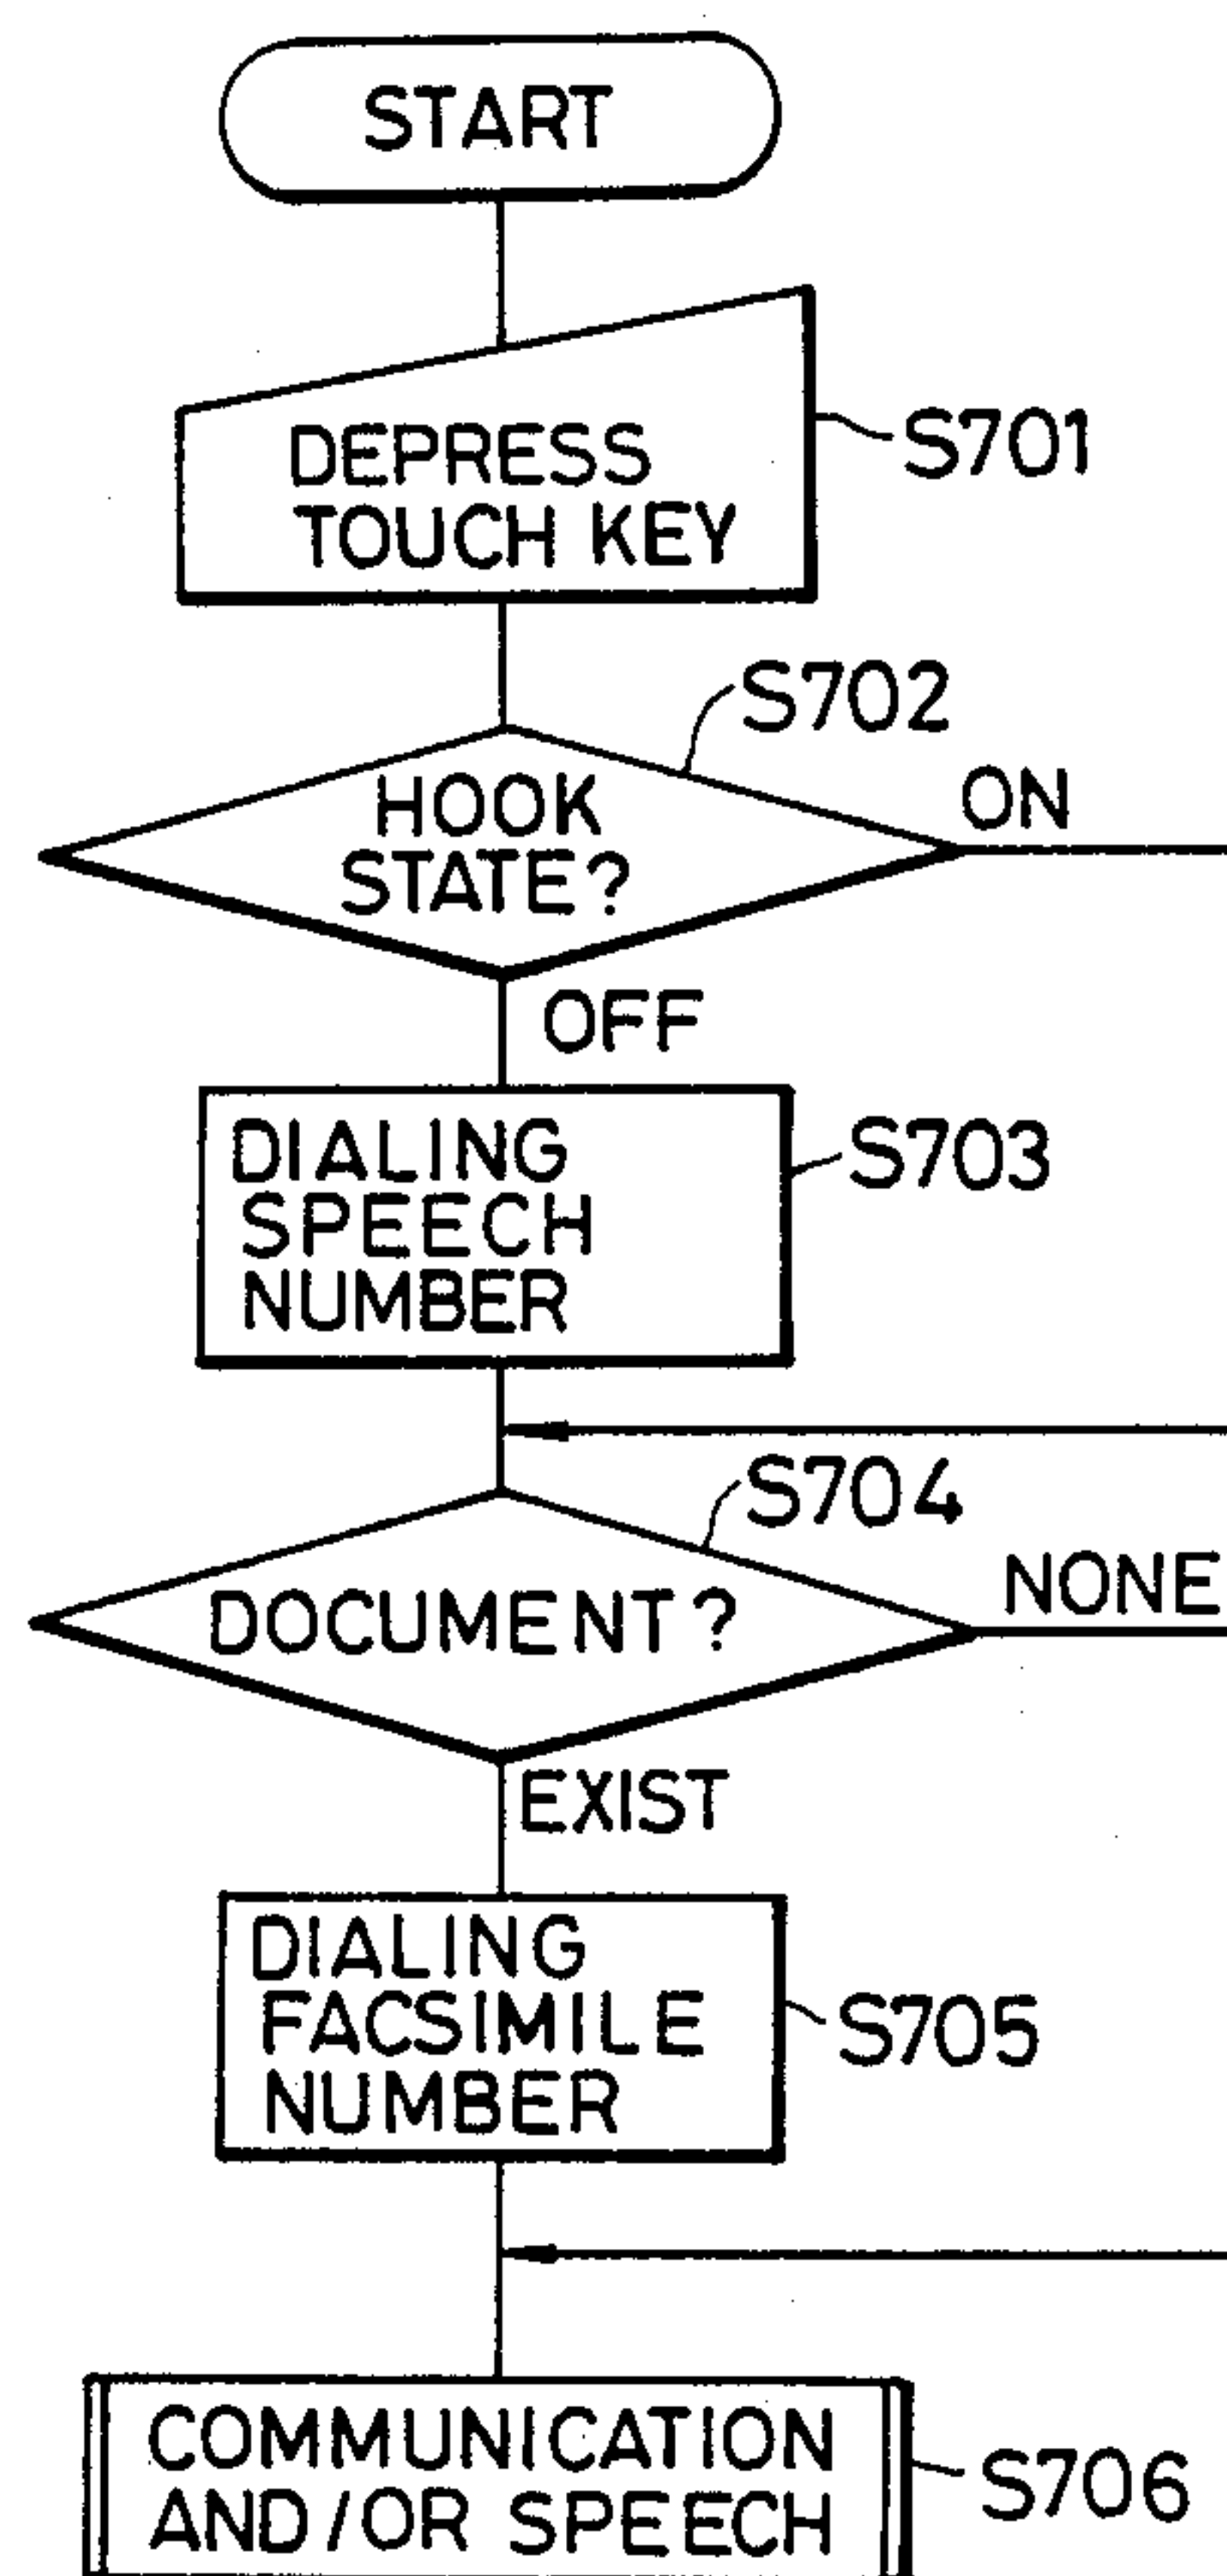 START
DEPRESS
TOUCH KEY
S701
S702
HOOK
STATE?
ON
OFF
DIALING
SPEECH
NUMBER
S703
S704
DOCUMENT?
NONE
EXIST
DIALING
FACSIMILE
NUMBER
S705
COMMUNICATION
AND/OR SPEECH
S706